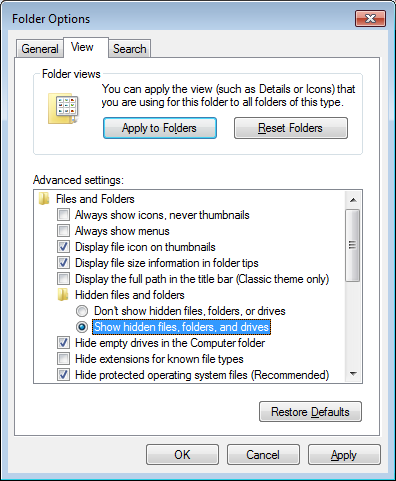 Folder Options
General View Search
Folder views
You can apply the view (such as Details or Icons) that
you are using for this folder to all folders of this type.
Apply to Folders Reset Folders
Advanced settings:
Files and Folders
Always show icons, never thumbnails
Always show menus
Display file icon on thumbnails
Display file size information in folder tips
Display the full path in the title bar (Classic theme only)
Hidden files and folders
Don't show hidden files, folders, or drives
Show hidden files, folders, and drives
Hide empty drives in the Computer folder
Hide extensions for known file types
Hide protected operating system files (Recommended)
Restore Defaults
OK Cancel Apply